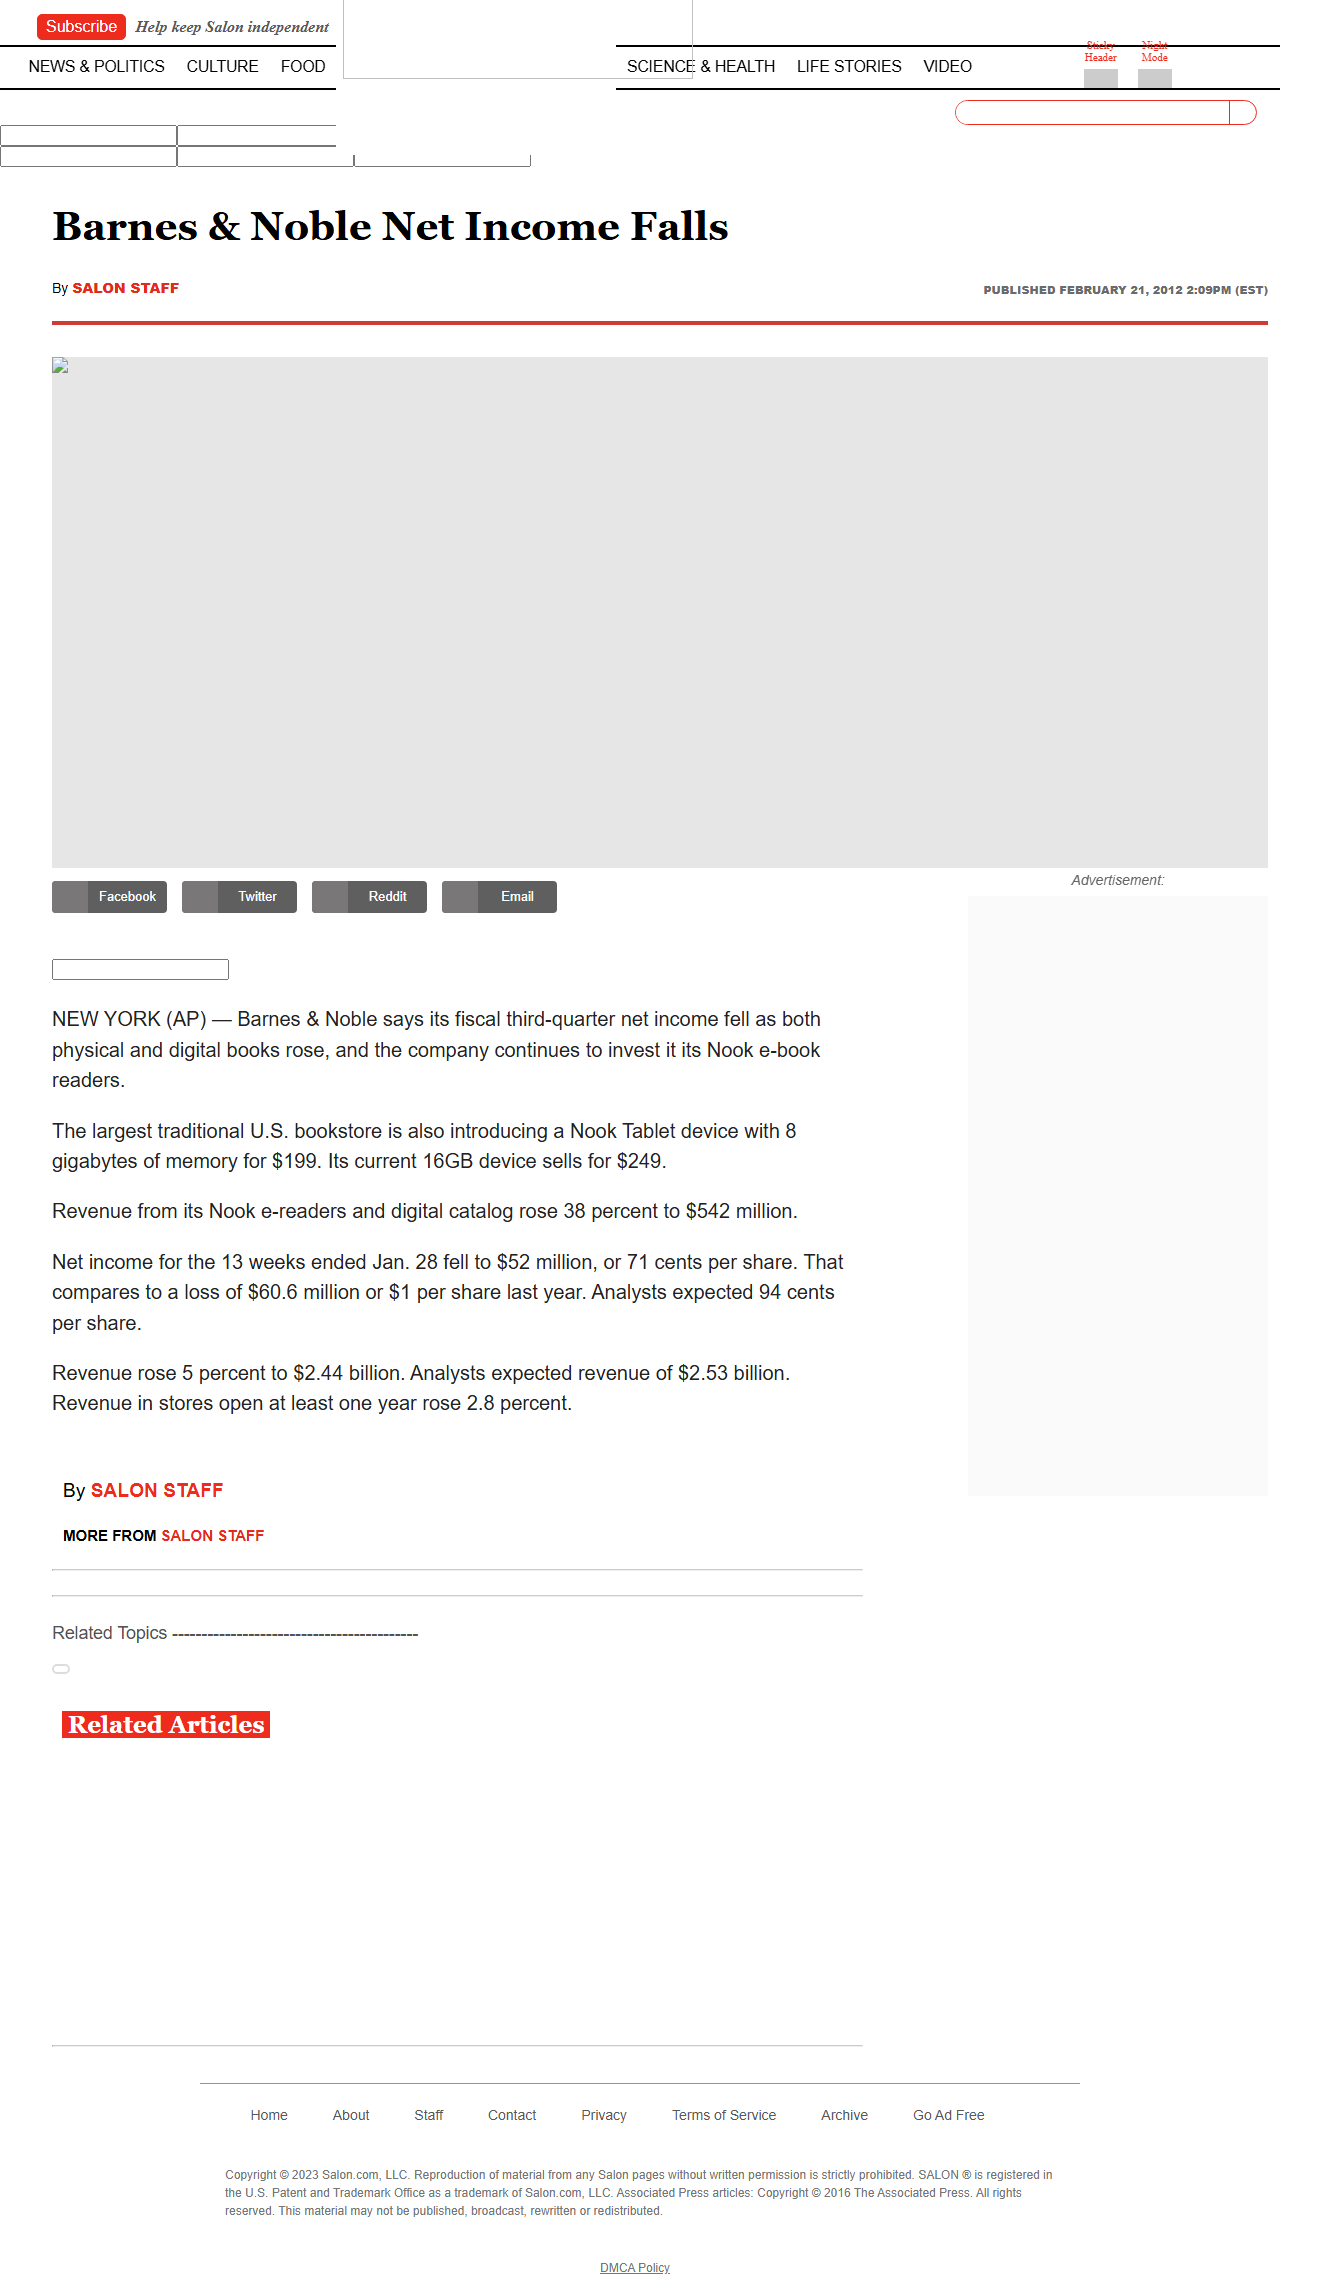 Subscribe Help keep Salon independent
Sticky Header Night Mode
NEWS & POLITICS CULTURE FOOD SCIENCE & HEALTH LIFE STORIES VIDEO
Barnes & Noble Net Income Falls
By SALON STAFF
PUBLISHED FEBRUARY 21, 2012 2:09PM (EST)
Facebook Twitter Reddit Email
Advertisement:
NEW YORK (AP) — Barnes & Noble says its fiscal third-quarter net income fell as both
physical and digital books rose, and the company continues to invest it its Nook e-book
readers.
The largest traditional U.S. bookstore is also introducing a Nook Tablet device with 8
gigabytes of memory for $199. Its current 16GB device sells for $249.
Revenue from its Nook e-readers and digital catalog rose 38 percent to $542 million.
Net income for the 13 weeks ended Jan. 28 fell to $52 million, or 71 cents per share. That
compares to a loss of $60.6 million or $1 per share last year. Analysts expected 94 cents
per share.
Revenue rose 5 percent to $2.44 billion. Analysts expected revenue of $2.53 billion.
Revenue in stores open at least one year rose 2.8 percent.
By SALON STAFF
MORE FROM SALON STAFF
Related Topics ------------------------------------------
Related Articles
Home About Staff Contact Privacy Terms of Service Archive Go Ad Free
Copyright © 2023 Salon.com, LLC. Reproduction of material from any Salon pages without written permission is strictly prohibited. SALON ® is registered in
the U.S. Patent and Trademark Office as a trademark of Salon.com, LLC. Associated Press articles: Copyright © 2016 The Associated Press. All rights
reserved. This material may not be published, broadcast, rewritten or redistributed.
DMCA Policy